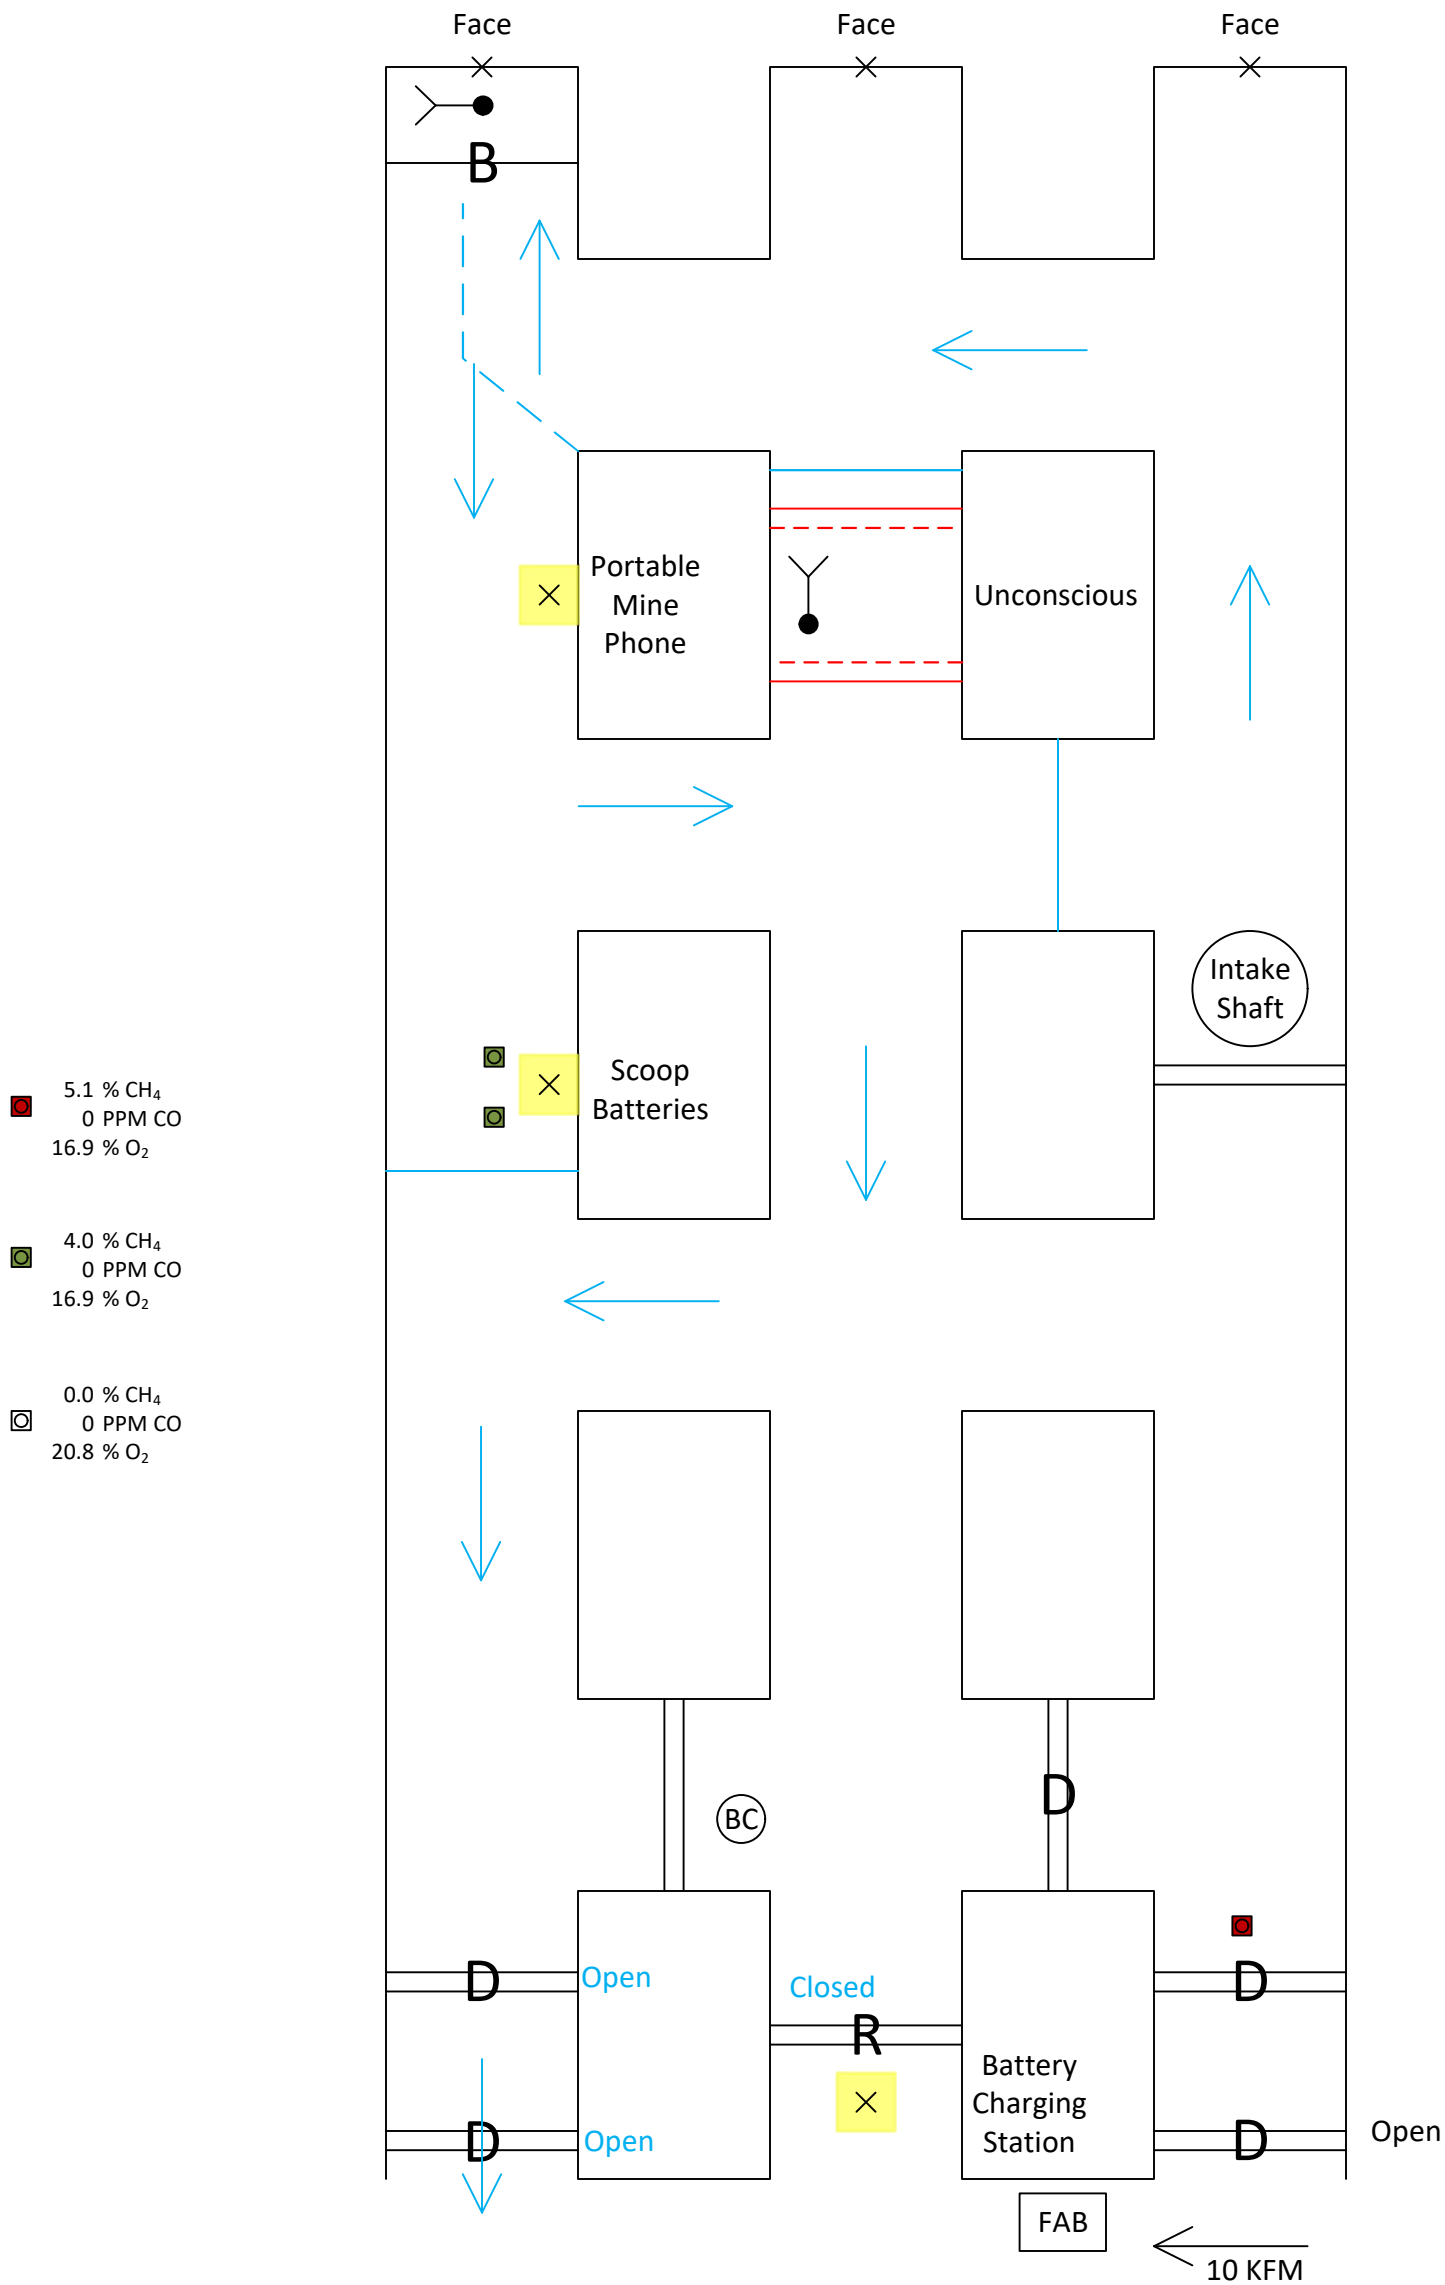 Face
Face
Face
B
Portable
Mine
Phone
Unconscious
Intake
Shaft
Scoop
Batteries
5.1 % CH₄
0 PPM CO
16.9 % O₂
4.0 % CH₄
0 PPM CO
16.9 % O₂
0.0 % CH₄
0 PPM CO
20.8 % O₂
D
BC
D
Open
Closed
D
R
Battery
Charging
Station
D
Open
D
Open
FAB
10 KFM